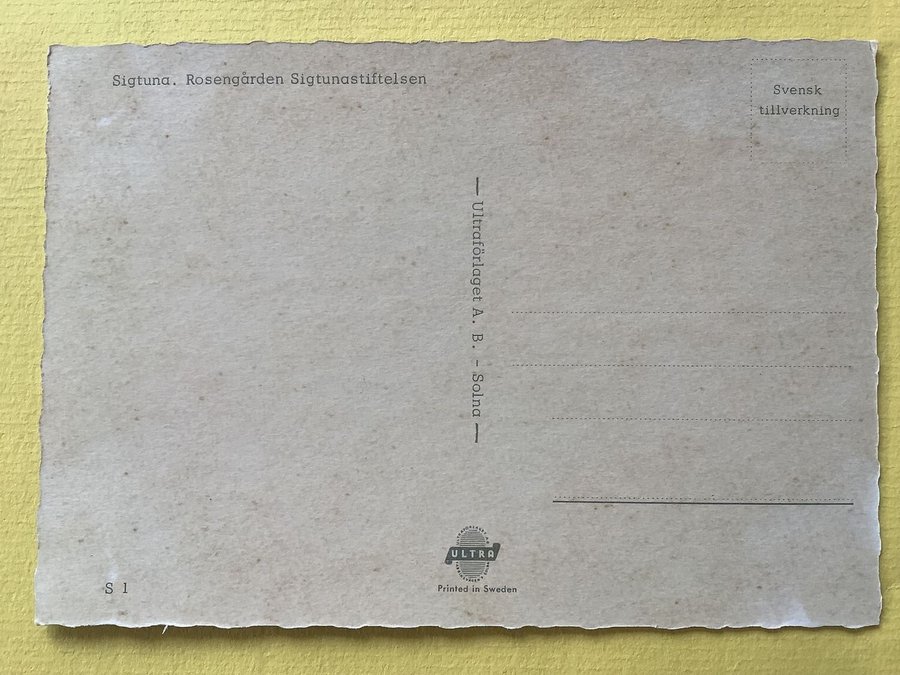 Sigtuna. Rosengården Sigtunastiftelsen
Svensk
tillverkning
— Ultraförlaget A. B. - Solna —
ULTRA
Printed in Sweden
S 1